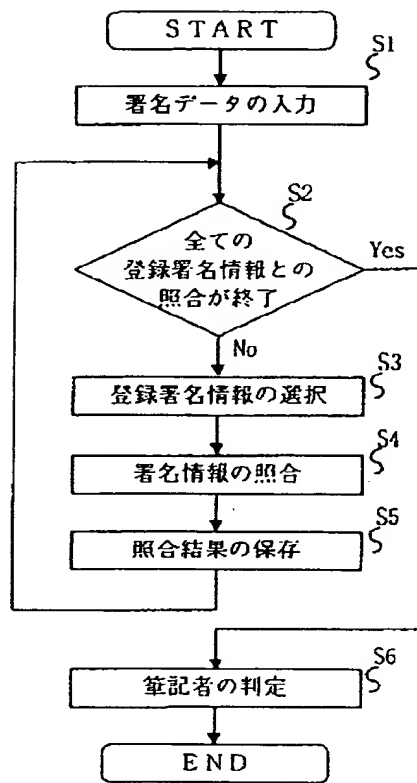 START
S1
署名データの入力
S2
全ての
登録署名情報との
照合が終了
Yes
No
S3
登録署名情報の選択
S4
署名情報の照合
S5
照合結果の保存
S6
筆記者の判定
END